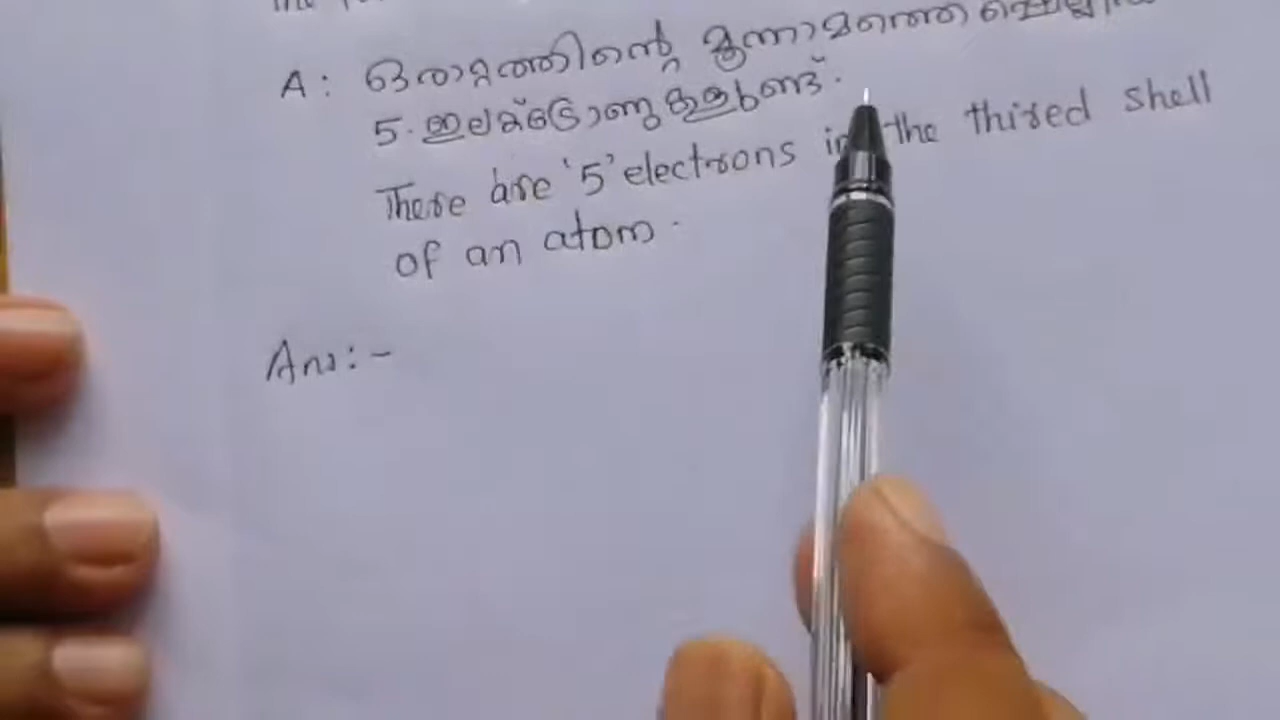 A: ഒരാറ്റത്തിന്റെ മൂന്നാമത്തെ
5. ഇലക്ട്രോണുകളുണ്ട്.
There are '5' electrons in the thired shell
of an atom.
Ans:-